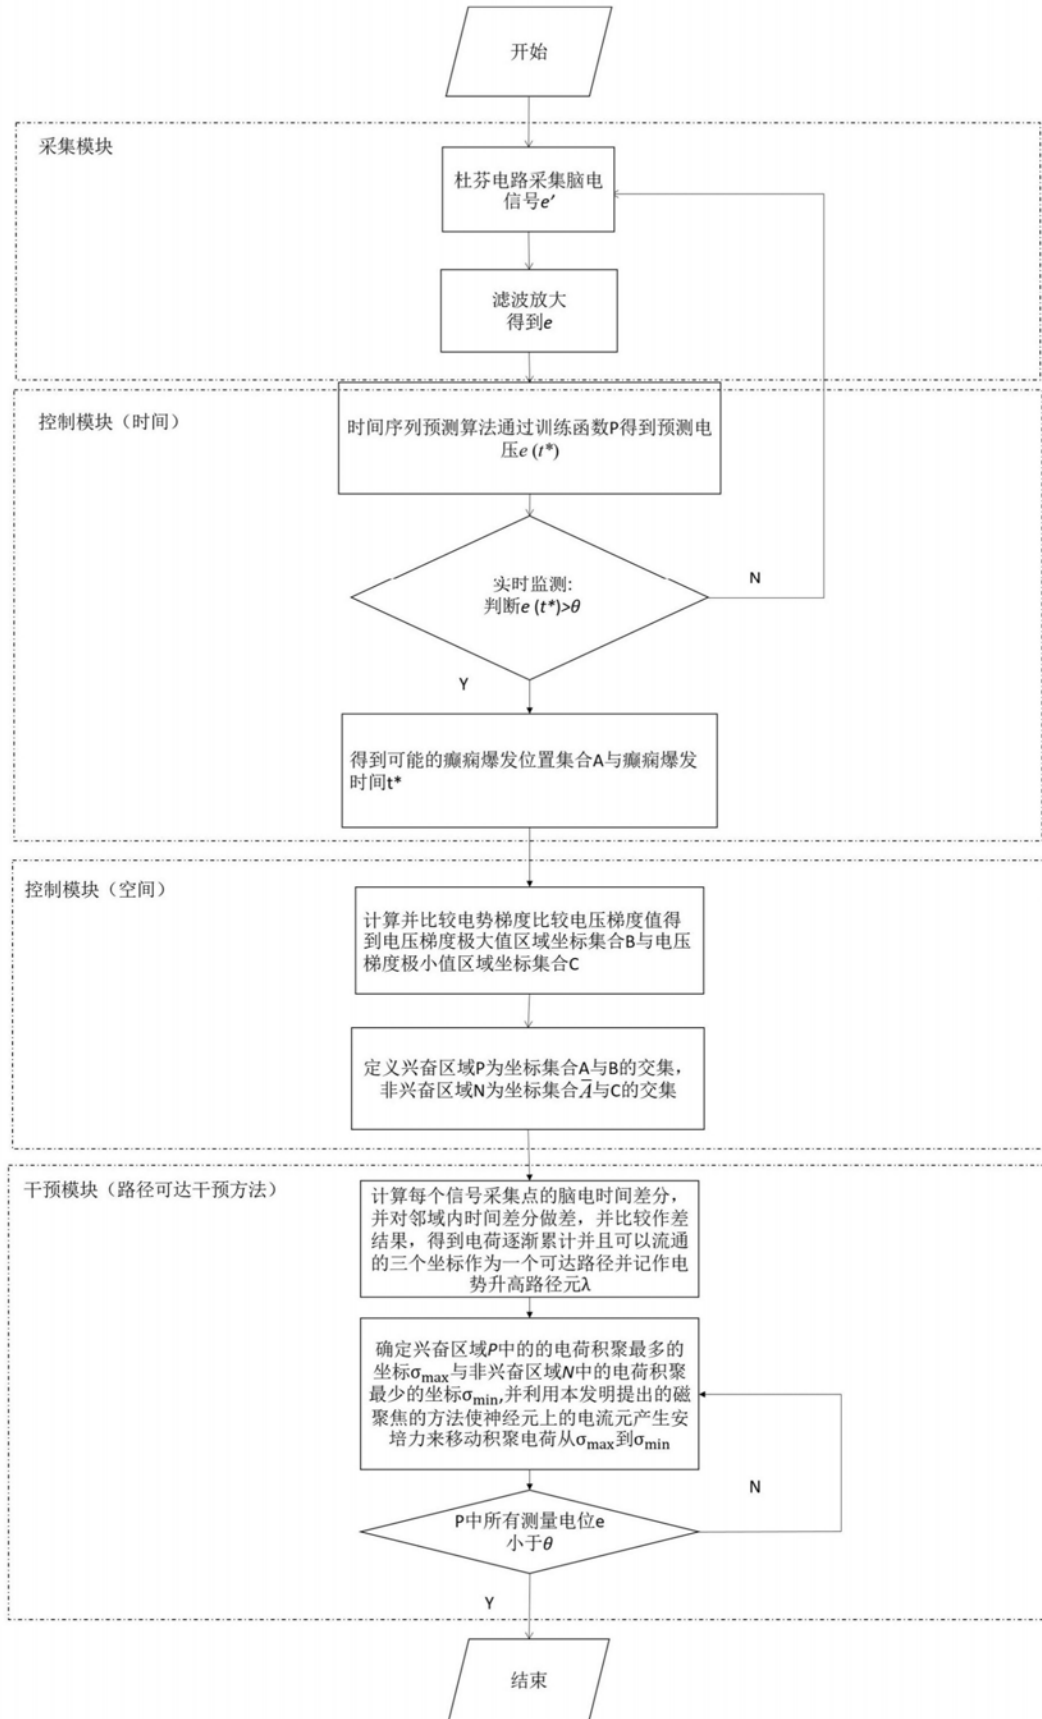 开始
采集模块
杜芬电路采集脑电
信号e’
滤波放大
得到e
控制模块（时间）
时间序列预测算法通过训练函数P得到预测电
压e (t*)
实时监测:
判断e (t*)>θ
N
Y
得到可能的癫痫爆发位置集合A与癫痫爆发
时间t*
控制模块（空间）
计算并比较电势梯度比较电压梯度值得
到电压梯度极大值区域坐标集合B与电压
梯度极小值区域坐标集合C
定义兴奋区域P为坐标集合A与B的交集，
非兴奋区域N为坐标集合A̅与C的交集
干预模块（路径可达干预方法）
计算每个信号采集点的脑电时间差分，
并对邻域内时间差分做差，并比较作差
结果，得到电荷逐渐累计并且可以流通
的三个坐标作为一个可达路径并记作电
势升高路径元λ
确定兴奋区域P中的的电荷积聚最多的
坐标σmax与非兴奋区域N中的电荷积聚
最少的坐标σmin,并利用本发明提出的磁
聚焦的方法使神经元上的电流元产生安
培力来移动积聚电荷从σmax到σmin
N
P中所有测量电位e
小于θ
Y
结束